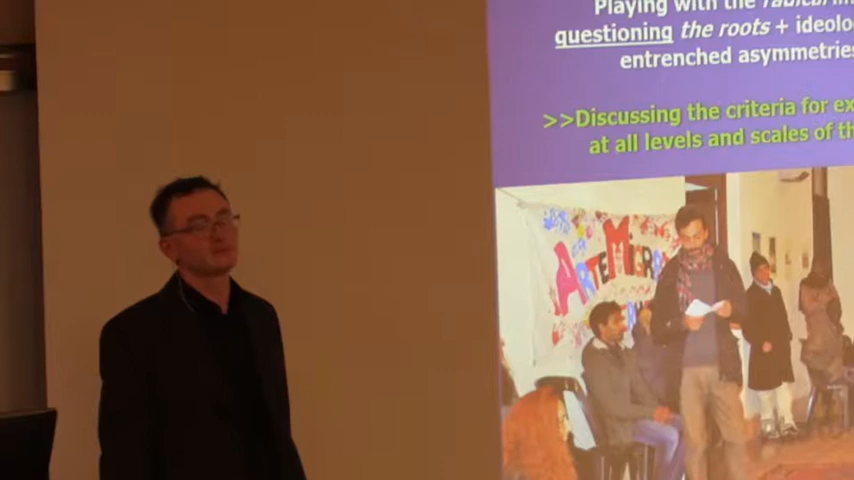 Playing with the
questioning the roots + ideolo
entrenched asymmetries
>>Discussing the criteria for ex
at all levels and scales of th
ARTEMIGRA